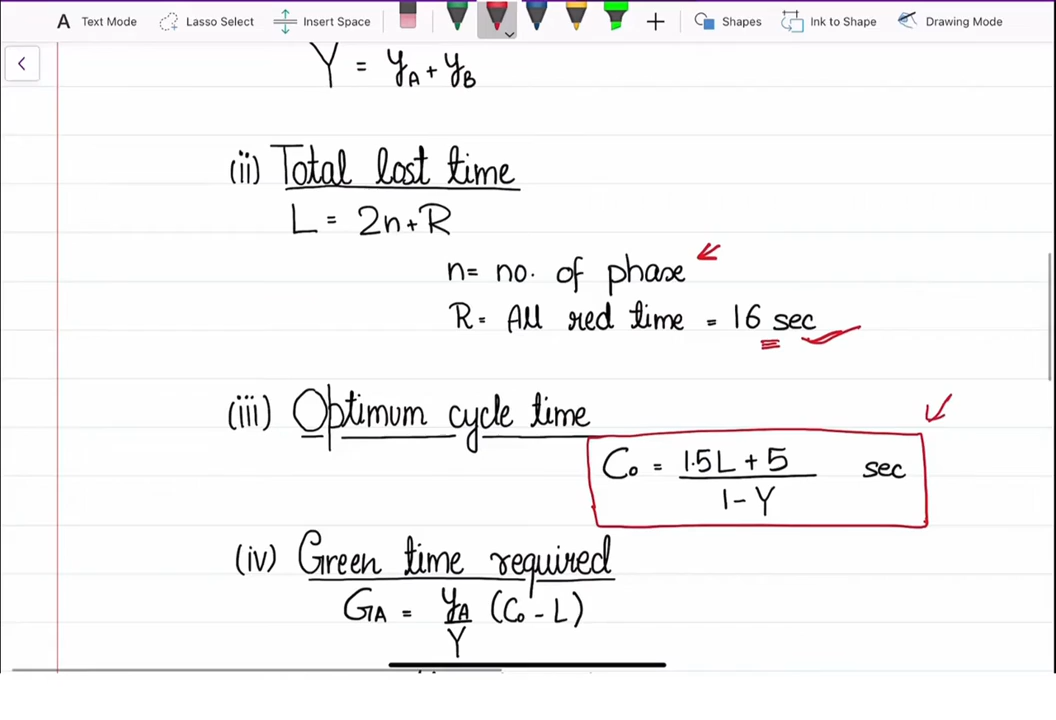 A Text Mode Lasso Select Insert Space Shapes Ink to Shape Drawing Mode
Y = yA + yB
(ii) Total lost time
L = 2n+R
n= no. of phase
R= All red time = 16 sec
(iii) Optimum cycle time
Co = 1.5L + 5 sec
1 - Y
(iv) Green time required
GA = yA (Co - L)
Y